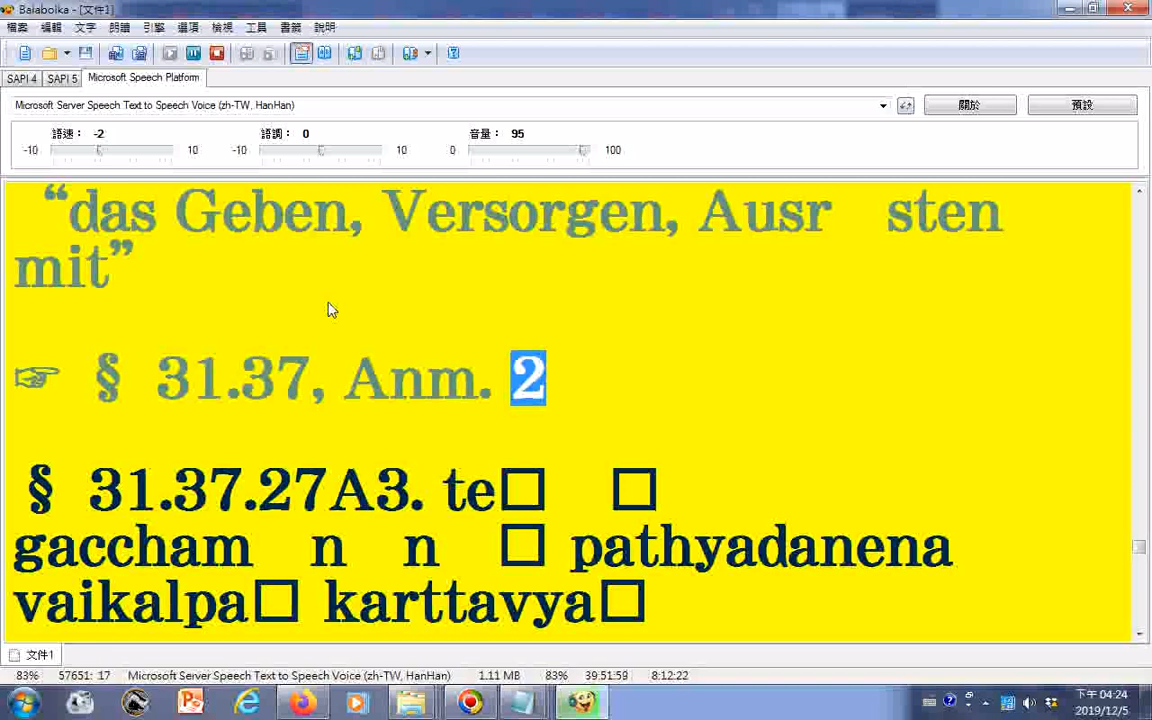 Balabolka - [文件1]
檔案 編輯 文字 朗讀 引擎 選項 檢視 工具 書籤 說明
SAPI 4 SAPI 5 Microsoft Speech Platform
Microsoft Server Speech Text to Speech Voice (zh-TW, HanHan) 關於 預設
語速： -2 語調： 0 音量： 95
-10 10 -10 10 0 100
“das Geben, Versorgen, Ausr sten
mit”
☞ § 31.37, Anm. 2
§ 31.37.27A3. te□ □
gaccham n n □ pathyadanena
vaikalpa□ karttavya□
文件1
83% 57651: 17 Microsoft Server Speech Text to Speech Voice (zh-TW, HanHan) 1.11 MB 83% 39:51:59 8:12:22
下午 04:24
2019/12/5